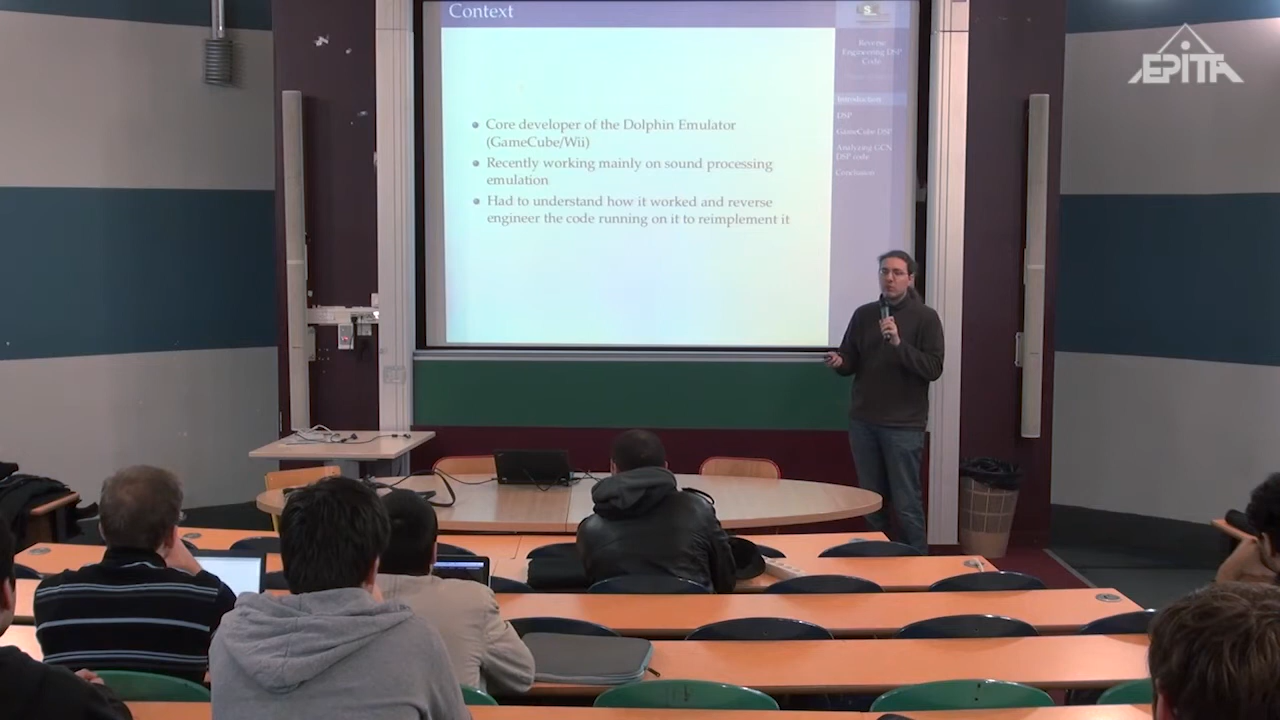 Context
Reverse
Engineering DSP
Code
Introduction
DSP
GameCube DSP
Analyzing GCN
DSP code
Conclusion
Core developer of the Dolphin Emulator
(GameCube/Wii)
Recently working mainly on sound processing
emulation
Had to understand how it worked and reverse
engineer the code running on it to reimplement it
EPITA